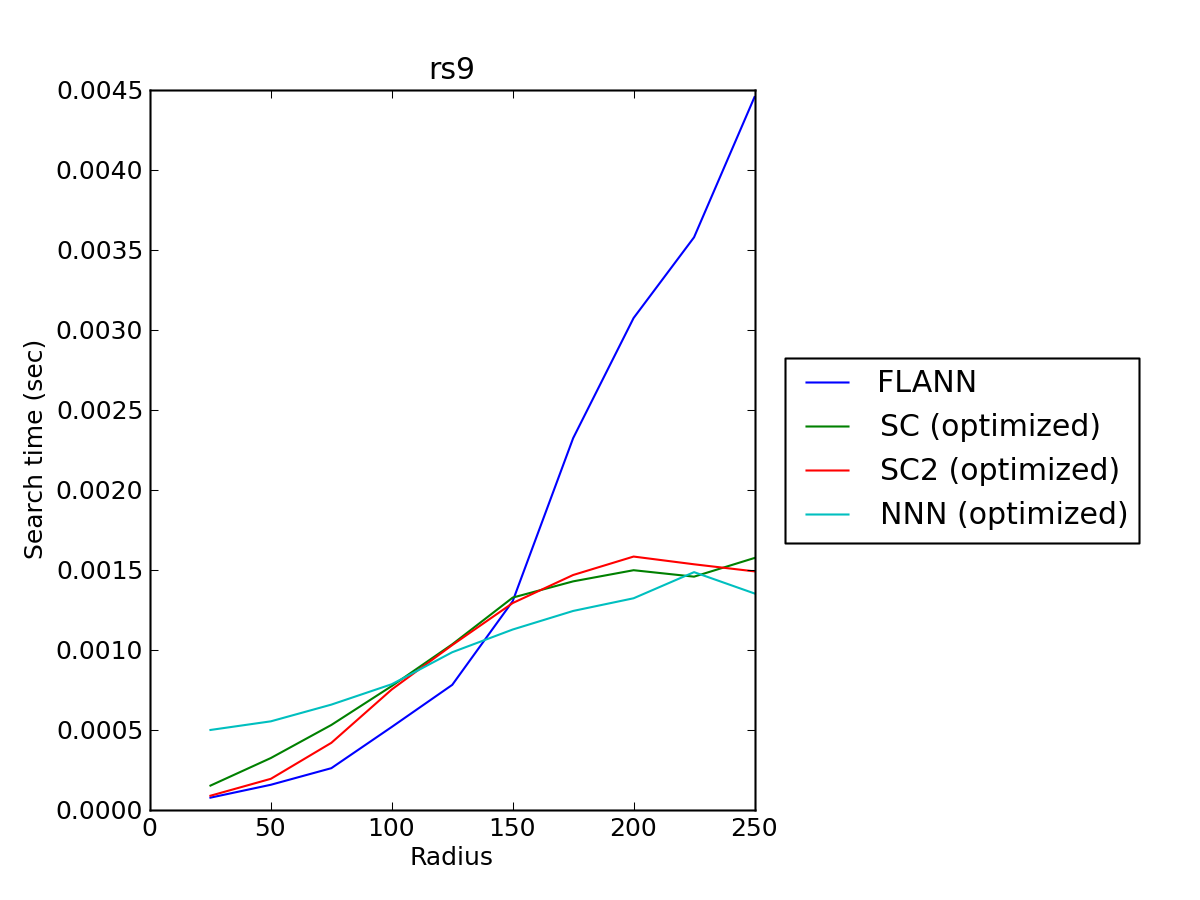 rs9
0.0045
0.0040
0.0035
0.0030
0.0025
0.0020
0.0015
0.0010
0.0005
0.0000
Search time (sec)
0 50 100 150 200 250
Radius
FLANN
SC (optimized)
SC2 (optimized)
NNN (optimized)